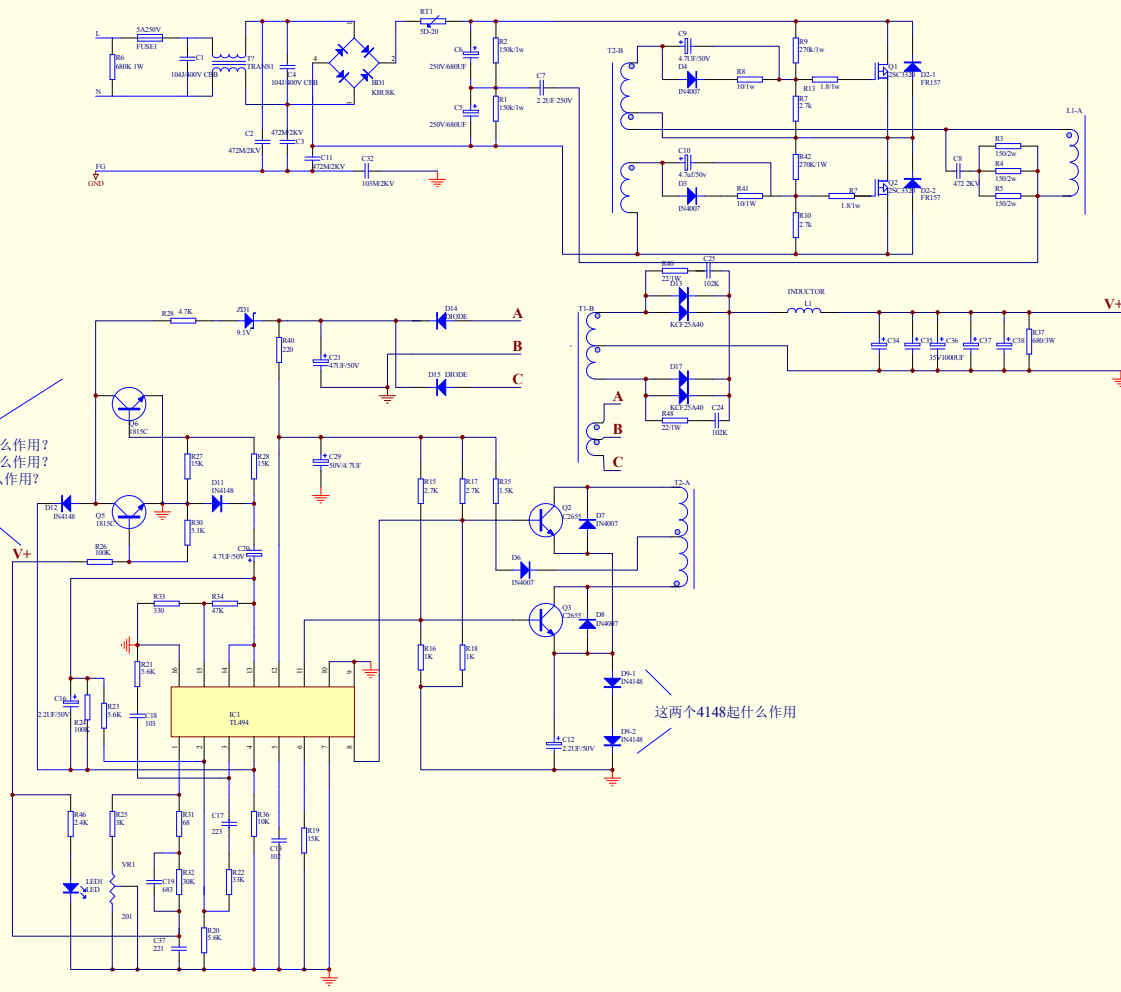 RT1
5D-20
L
5A250V
FUSE1
R6
680K 1W
C1
104J/400V CBB
T?
TRANS1
C4
104J/400V CBB
N
1
4
2
3
BD1
KBU8K
C6
250V/680UF
R2
150k/1w
C5
250V/680UF
R1
150k/1w
C7
2.2UF 250V
C2
472M/2KV
472M/2KV
C3
C11
472M/2KV
C32
103M/2KV
FG
GND
T2-B
C9
4.7UF/50V
D4
IN4007
R8
10/1w
R9
270K/1w
R13
1.8/1w
R7
2.7k
Q1
2SC3320
D2-1
FR157
L1-A
C10
4.7uf/50v
D3
IN4007
R41
10/1W
R42
270K/1W
R?
1.8/1w
R10
2.7k
Q2
2SC3320
D2-2
FR157
C8
472 2KV
R3
150/2w
R4
150/2w
R5
150/2w
R40
22/1W
C25
102K
D13
KCF25A40
T1-B
INDUCTOR
L1
V+
C34
C35
C36
35V1000UF
C37
C38
R37
680/3W
D17
KCF25A40
R48
22/1W
C24
102K
A
B
C
R28
4.7K
ZD1
9.1V
R40
220
C21
47UF/50V
D14
DIODE
A
B
D15
DIODE
C
Q6
1815C
么作用?
么作用?
么作用?
R27
15K
R28
15K
D11
IN4148
D12
IN4148
Q5
1815C
R30
5.1K
V+
R26
100K
C20
4.7UF/50V
C29
50V/4.7UF
R15
2.7K
R17
2.7K
R35
1.5K
Q2
C2655
D7
IN4007
T2-A
D6
IN4007
Q3
C2655
D8
IN4007
R33
330
R34
47K
R21
5.6K
R16
1K
R18
1K
16
15
14
13
12
11
10
9
IC1
TL494
1
2
3
4
5
6
7
8
C16
2.2UF/50V
R24
100K
R23
5.6K
C18
103
D9-1
IN4148
D9-2
IN4148
C12
2.2UF/50V
这两个4148起什么作用
R46
2.4K
R25
3K
R31
68
C17
223
R36
10K
C13
102
R19
15K
LED1
LED
VR1
201
C19
683
R32
30K
R22
33K
R20
5.6K
C37
221